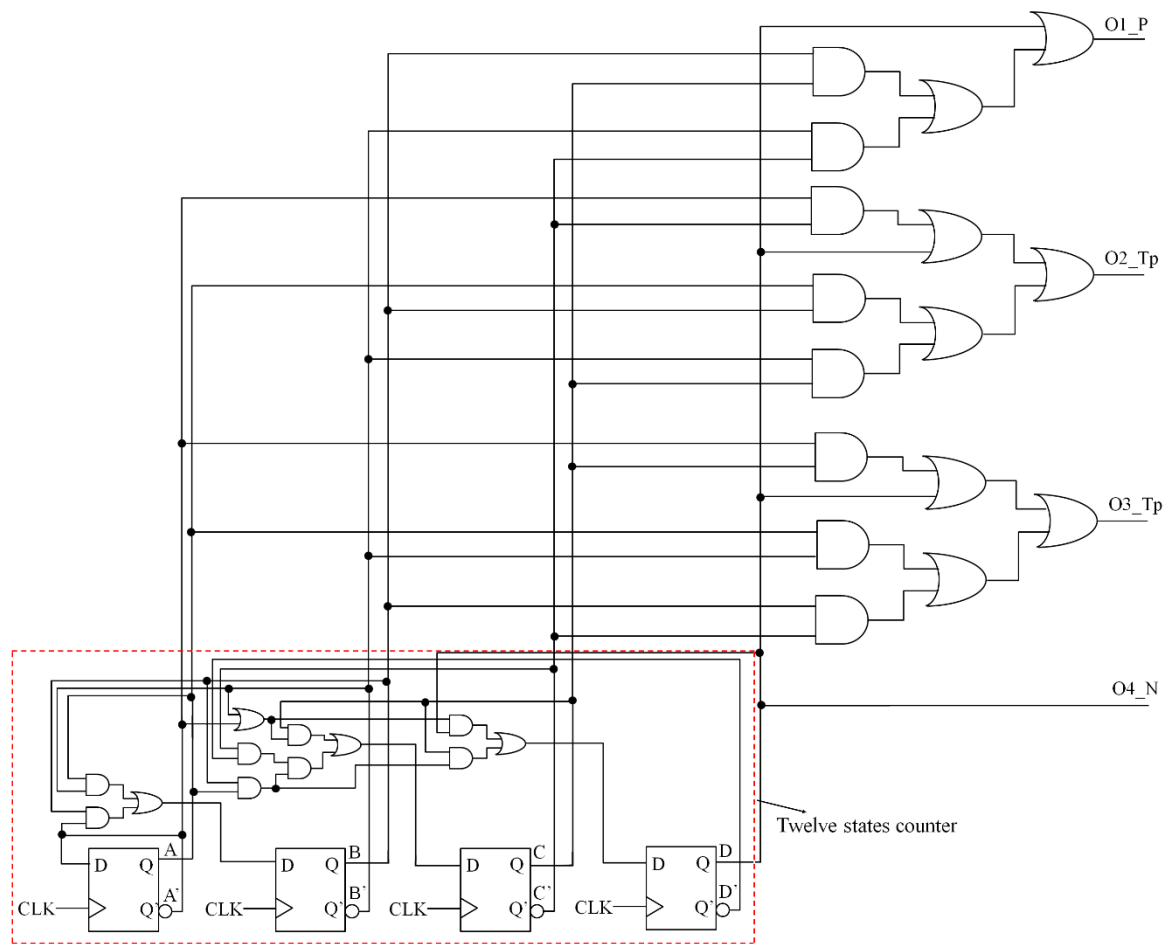 O1_P
O2_Tp
O3_Tp
O4_N
Twelve states counter
A
B
C
D
D Q
D Q
D Q
D Q
A'
B'
C'
D'
CLK Q'
CLK Q'
CLK Q'
CLK Q'